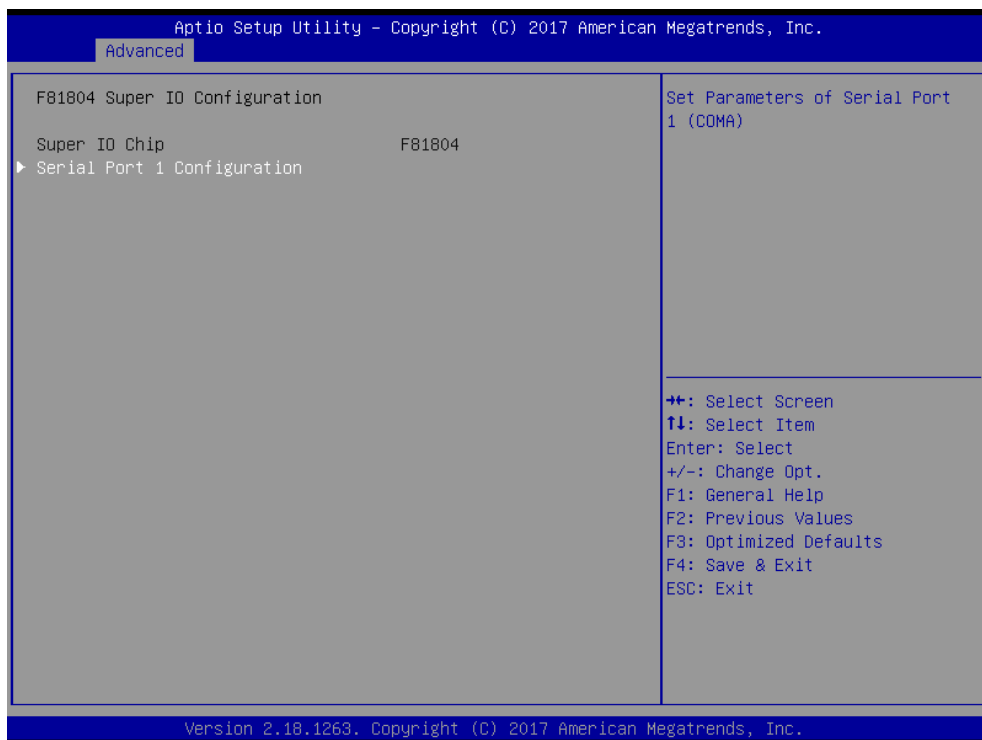 Aptio Setup Utility – Copyright (C) 2017 American Megatrends, Inc.
Advanced
F81804 Super IO Configuration
Super IO Chip F81804
▶ Serial Port 1 Configuration
Set Parameters of Serial Port
1 (COMA)
→←: Select Screen
↑↓: Select Item
Enter: Select
+/-: Change Opt.
F1: General Help
F2: Previous Values
F3: Optimized Defaults
F4: Save & Exit
ESC: Exit
Version 2.18.1263. Copyright (C) 2017 American Megatrends, Inc.